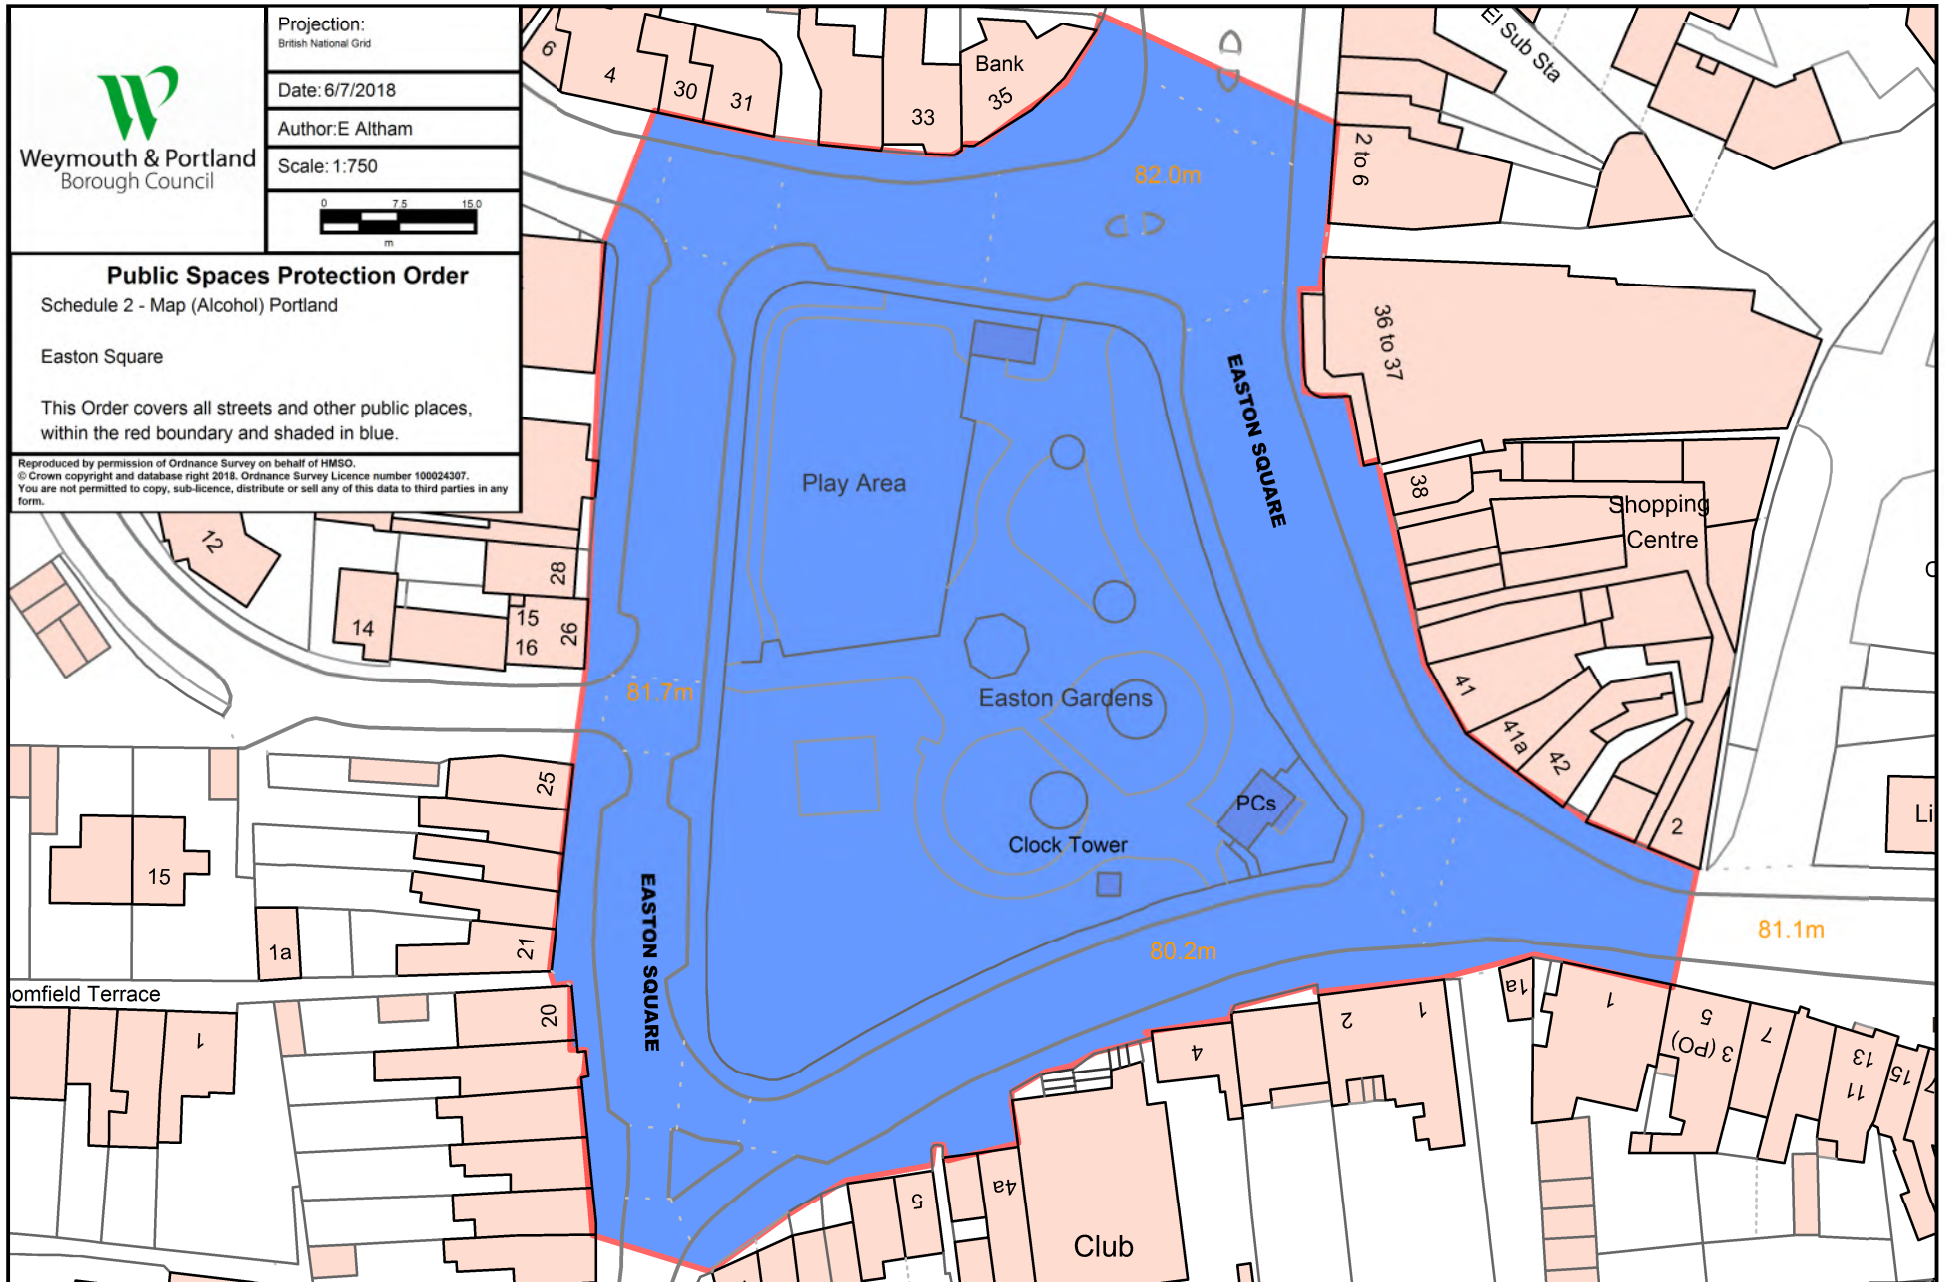 Weymouth & Portland
Borough Council
Projection:
British National Grid
Date: 6/7/2018
Author:E Altham
Scale: 1:750
0 7.5 15.0
m
Public Spaces Protection Order
Schedule 2 - Map (Alcohol) Portland
Easton Square
This Order covers all streets and other public places,
within the red boundary and shaded in blue.
Reproduced by permission of Ordnance Survey on behalf of HMSO.
© Crown copyright and database right 2018. Ordnance Survey Licence number 100024307.
You are not permitted to copy, sub-licence, distribute or sell any of this data to third parties in any
form.
6
4
30
31
33
Bank
35
El Sub Sta
2 to 6
82.0m
36 to 37
EASTON SQUARE
Play Area
38
Shopping
Centre
12
28
14
15
16
26
81.7m
Easton Gardens
41
41a
42
25
PCs
Clock Tower
2
Li
15
EASTON SQUARE
21
1a
80.2m
81.1m
omfield Terrace
20
1
4
2
1
1a
1
5
3 (PO)
7
13
11
15
5
4a
Club